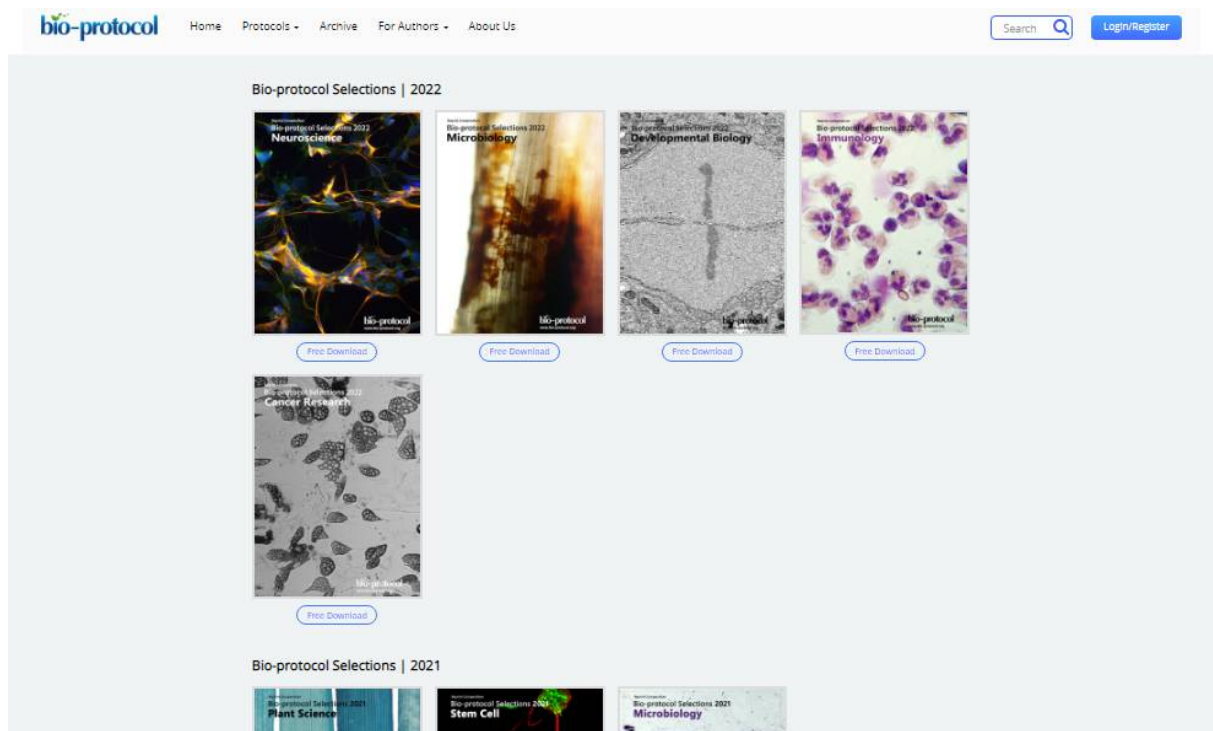 bio-protocol
Home Protocols For Authors Archive About Us
Search
Login/Register
Bio-protocol Selections | 2022
Bio-protocol Selections 2022
Neuroscience
bio-protocol
Free Download
Bio-protocol Selections 2022
Microbiology
bio-protocol
Free Download
Bio-protocol Selections 2022
Developmental Biology
bio-protocol
Free Download
Bio-protocol Selections 2022
Immunology
bio-protocol
Free Download
Bio-protocol Selections 2022
Cancer Research
bio-protocol
Free Download
Bio-protocol Selections | 2021
Bio-protocol Selections 2021
Plant Science
Bio-protocol Selections 2021
Stem Cell
Bio-protocol Selections 2021
Microbiology